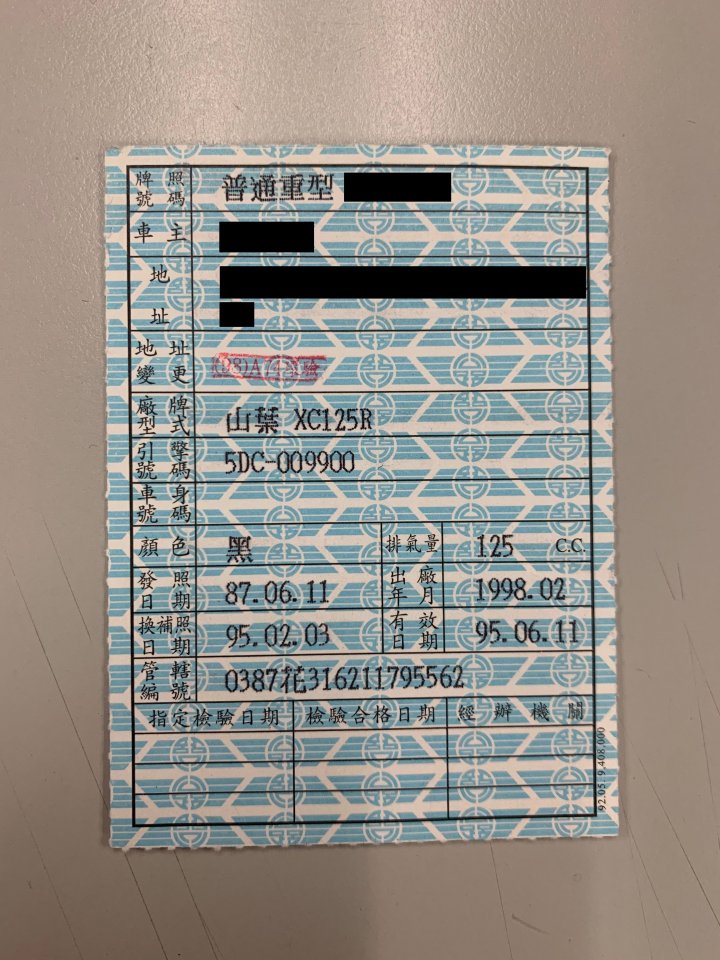 牌照號碼 普通重型
車主
地址
地址變更
廠牌型式 山葉 XC125R
引擎號碼 5DC-009900
車身號碼
顏色 黑 排氣量 125 C.C.
發照日期 87.06.11 出廠年月 1998.02
換補照日期 95.02.03 有效日期 95.06.11
管轄編號 0387花316211795562
指定檢驗日期 檢驗合格日期 經辦機關
92.05.9,408,000